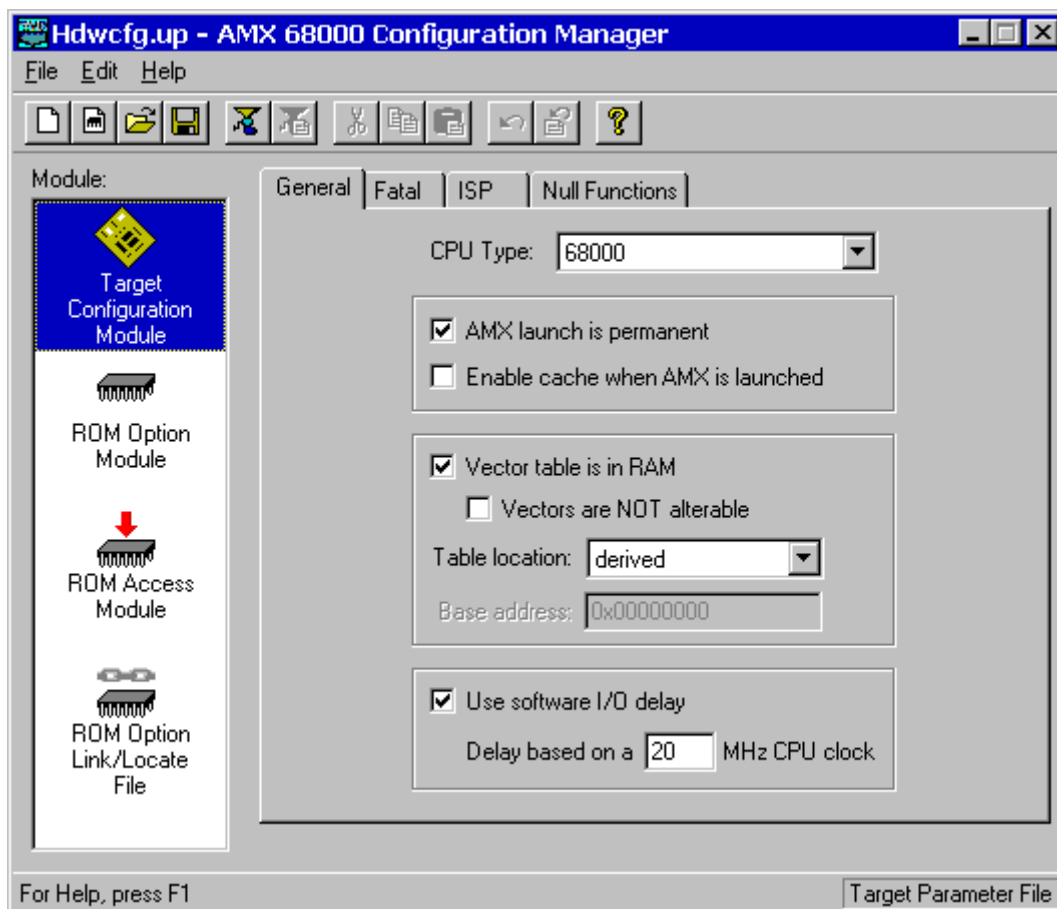 Hdwcfg.up - AMX 68000 Configuration Manager
File Edit Help
Module:
Target
Configuration
Module
ROM Option
Module
ROM Access
Module
ROM Option
Link/Locate
File
General Fatal ISP Null Functions
CPU Type: 68000
AMX launch is permanent
Enable cache when AMX is launched
Vector table is in RAM
Vectors are NOT alterable
Table location: derived
Base address: 0x00000000
Use software I/O delay
Delay based on a 20 MHz CPU clock
For Help, press F1
Target Parameter File